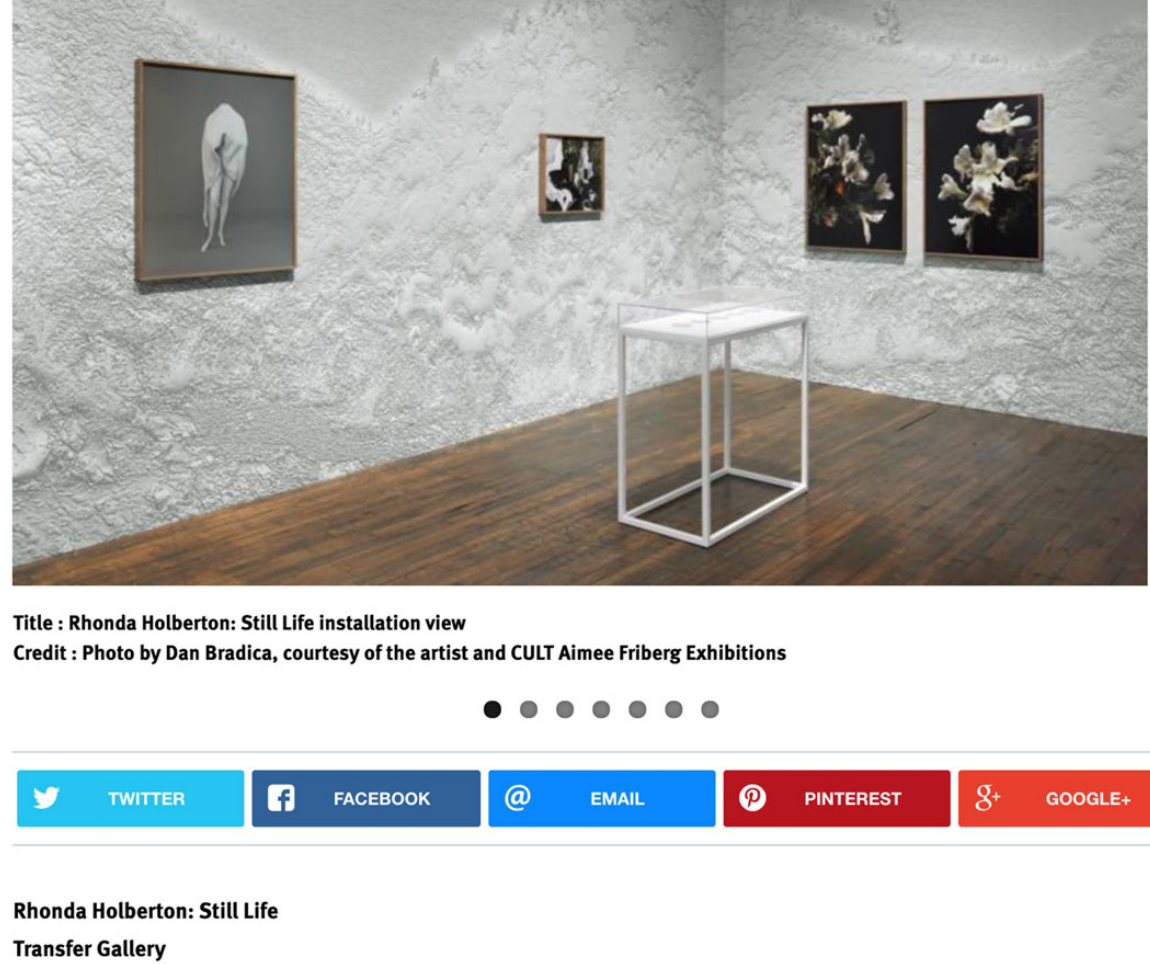 Title : Rhonda Holberton: Still Life installation view
Credit : Photo by Dan Bradica, courtesy of the artist and CULT Aimee Friberg Exhibitions
TWITTER
FACEBOOK
@ EMAIL
PINTEREST
g+ GOOGLE+
Rhonda Holberton: Still Life
Transfer Gallery